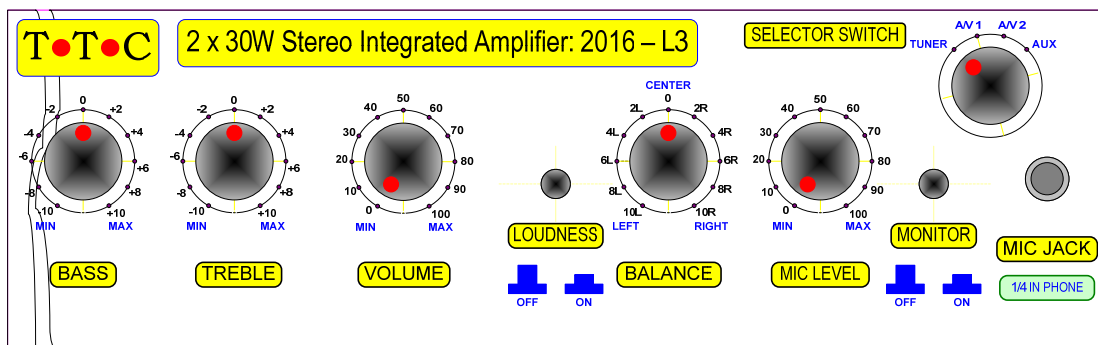 T•T•C
2 x 30W Stereo Integrated Amplifier: 2016 – L3
SELECTOR SWITCH
TUNER A/V 1 A/V 2 AUX
-10 -8 -6 -4 -2 0 +2 +4 +6 +8 +10
MIN MAX
BASS
-10 -8 -6 -4 -2 0 +2 +4 +6 +8 +10
MIN MAX
TREBLE
0 10 20 30 40 50 60 70 80 90 100
MIN MAX
VOLUME
LOUDNESS
OFF ON
CENTER
10L 8L 6L 4L 2L 0 2R 4R 6R 8R 10R
LEFT RIGHT
BALANCE
0 10 20 30 40 50 60 70 80 90 100
MIN MAX
MIC LEVEL
MONITOR
OFF ON
MIC JACK
1/4 IN PHONE